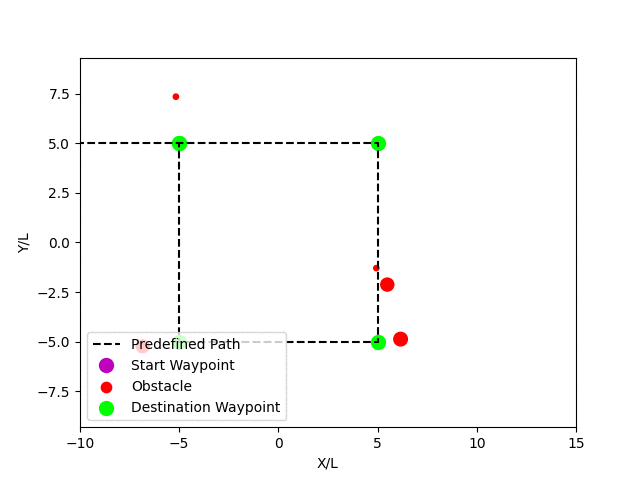 7.5
5.0
2.5
0.0
−2.5
−5.0
−7.5
Y/L
Predefined Path
Start Waypoint
Obstacle
Destination Waypoint
−10
−5
0
5
10
15
X/L